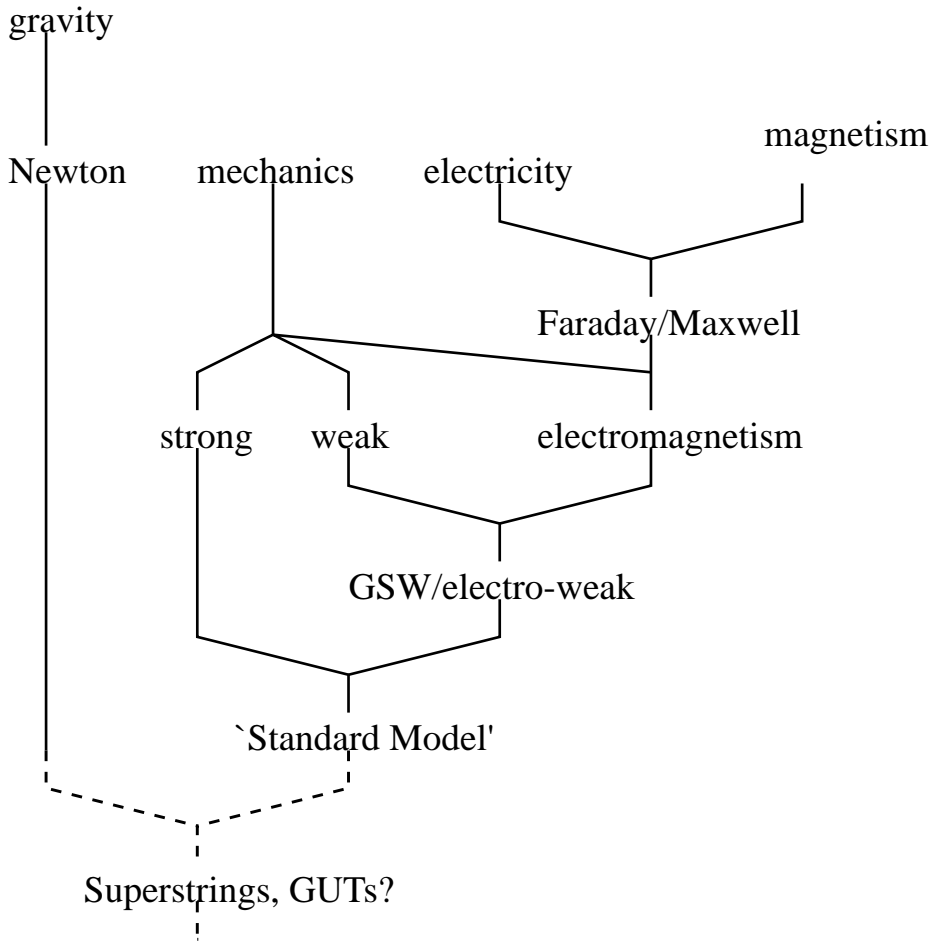 gravity
magnetism
Newton mechanics electricity
Faraday/Maxwell
strong weak electromagnetism
GSW/electro-weak
`Standard Model'
Superstrings, GUTs?